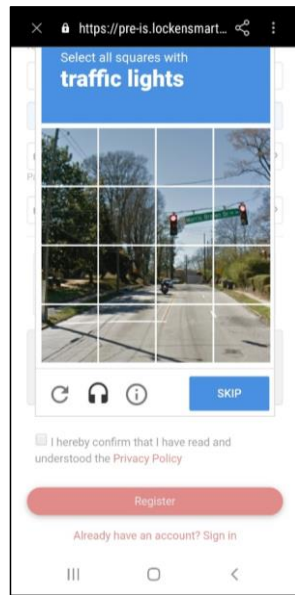 https://pre-is.lockensmart...
Select all squares with
traffic lights
SKIP
I hereby confirm that I have read and
understood the Privacy Policy
Register
Already have an account? Sign in